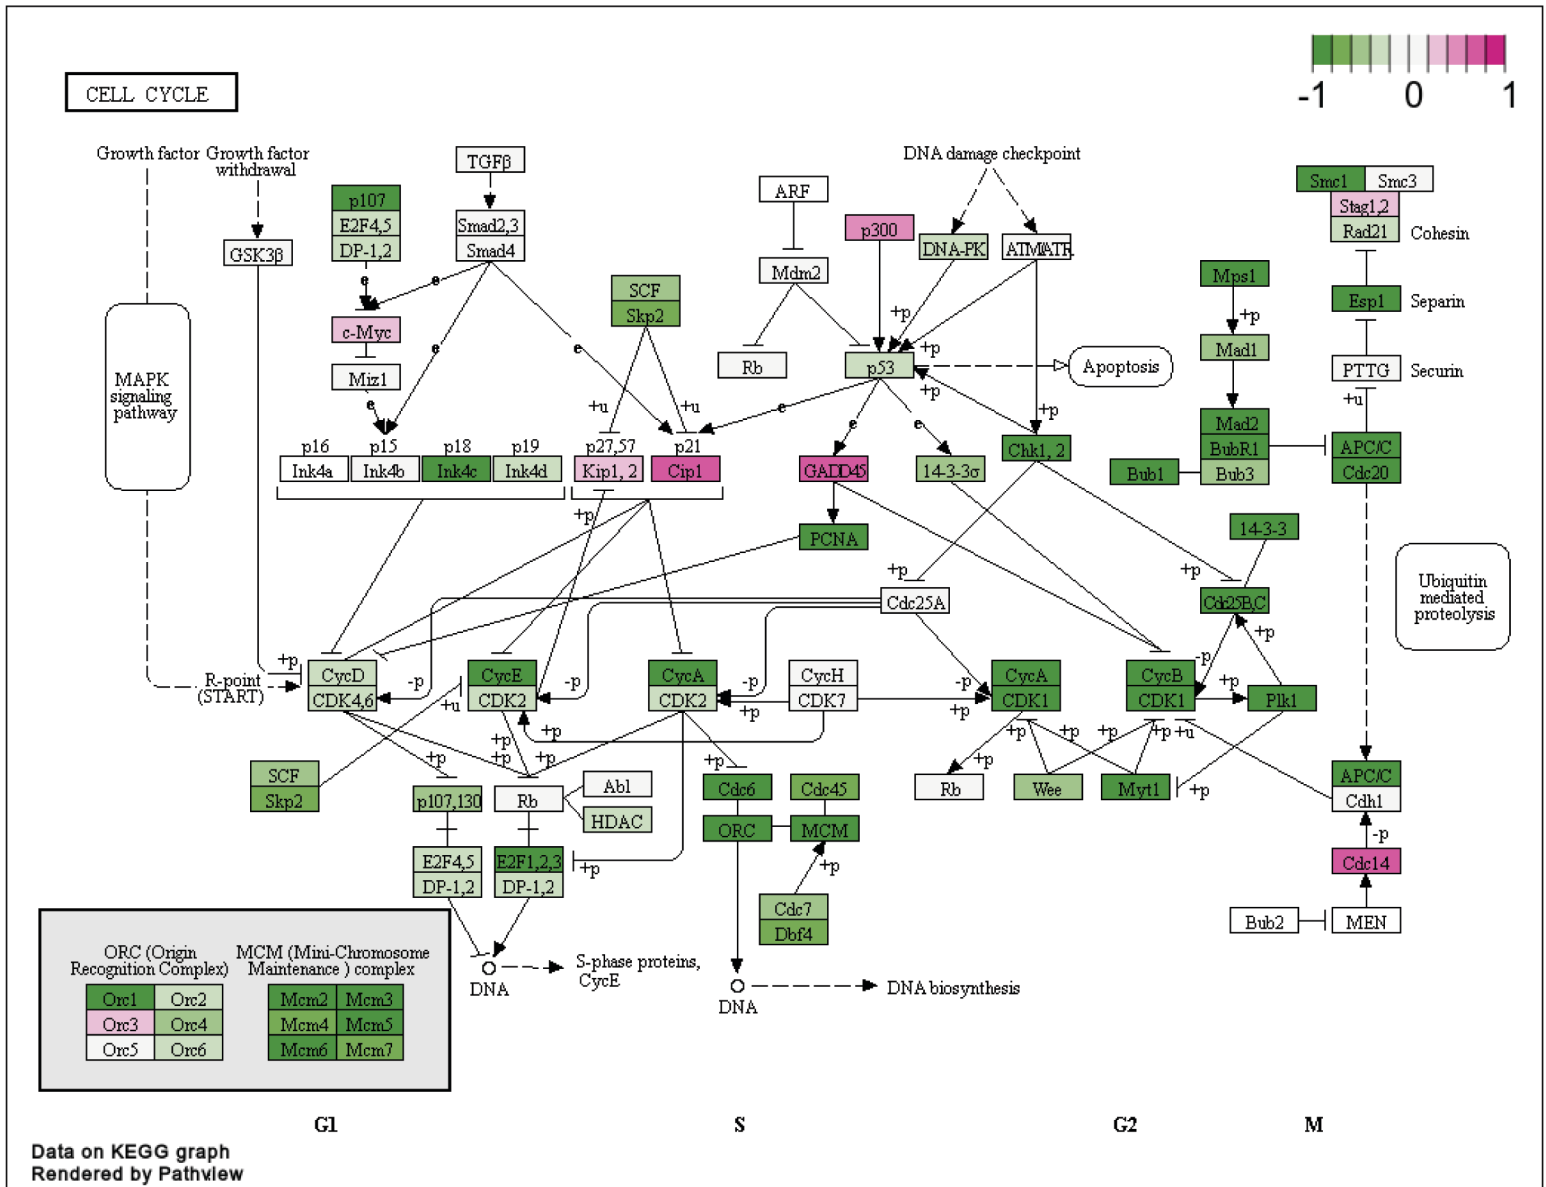 -1 0 1
CELL CYCLE
Growth factor
Growth factor
withdrawal
TGFβ
DNA damage checkpoint
ARF
Smc1 Smc3
Stag1,2
Rad21
Cohesin
p107
E2F4,5
DP-1,2
Smad2,3
Smad4
GSK3β
p300
DNA-PK
ATM/ATR
Mdm2
Mps1
e
e
SCF
Skp2
+p
+p
Esp1
Separin
c-Myc
Miz1
e
e
e
Rb
p53
+p
+p
Apoptosis
Mad1
PTTG
Securin
MAPK
signaling
pathway
+u
+u
e
e
e
+p
+u
p16
Ink4a
p15
Ink4b
p18
Ink4c
p19
Ink4d
p27,57
Kip1, 2
p21
Cip1
GADD45
14-3-3σ
Chk1, 2
Mad2
BubR1
Bub3
Bub1
APC/C
Cdc20
+p
PCNA
14-3-3
+p
+p
Cdc25A
Cdc25B,C
Ubiquitin
mediated
proteolysis
+p
R-point
(START)
+p
CycD
CDK4,6
-p
CycE
CDK2
-p
CycA
CDK2
-p
CycH
CDK7
-p
+p
+p
CycA
CDK1
CycB
CDK1
-p
+p
Plk1
+u
+p
+p
+p
+p
+p
+p
+p
+p
+p
+p
+u
+p
SCF
Skp2
p107,130
Rb
Abl
HDAC
Cdc6
Cdc45
ORC
MCM
Rb
Wee
Myt1
APC/C
Cdh1
E2F4,5
DP-1,2
E2F1,2,3
DP-1,2
+p
+p
-p
Cdc14
Cdc7
Dbf4
Bub2
MEN
DNA
S-phase proteins,
CycE
DNA
DNA biosynthesis
ORC (Origin
Recognition Complex)
MCM (Mini-Chromosome
Maintenance ) complex
Orc1 Orc2
Orc3 Orc4
Orc5 Orc6
Mcm2 Mcm3
Mcm4 Mcm5
Mcm6 Mcm7
G1 S G2 M
Data on KEGG graph
Rendered by Pathview